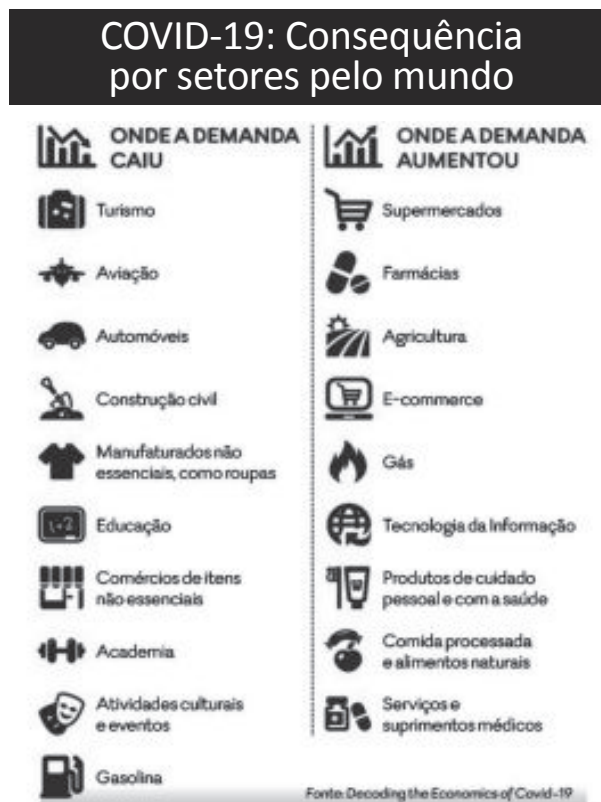 COVID-19: Consequência
por setores pelo mundo
ONDE A DEMANDA
CAIU
Turismo
Aviação
Automóveis
Construção civil
Manufaturados não
essenciais, como roupas
1+2
Educação
Comércios de itens
não essenciais
Academia
Atividades culturais
e eventos
Gasolina
ONDE A DEMANDA
AUMENTOU
Supermercados
Farmácias
Agricultura
E-commerce
Gás
Tecnologia da Informação
Produtos de cuidado
pessoal e com a saúde
Comida processada
e alimentos naturais
Serviços e
suprimentos médicos
Fonte: Decoding the Economics of Covid-19